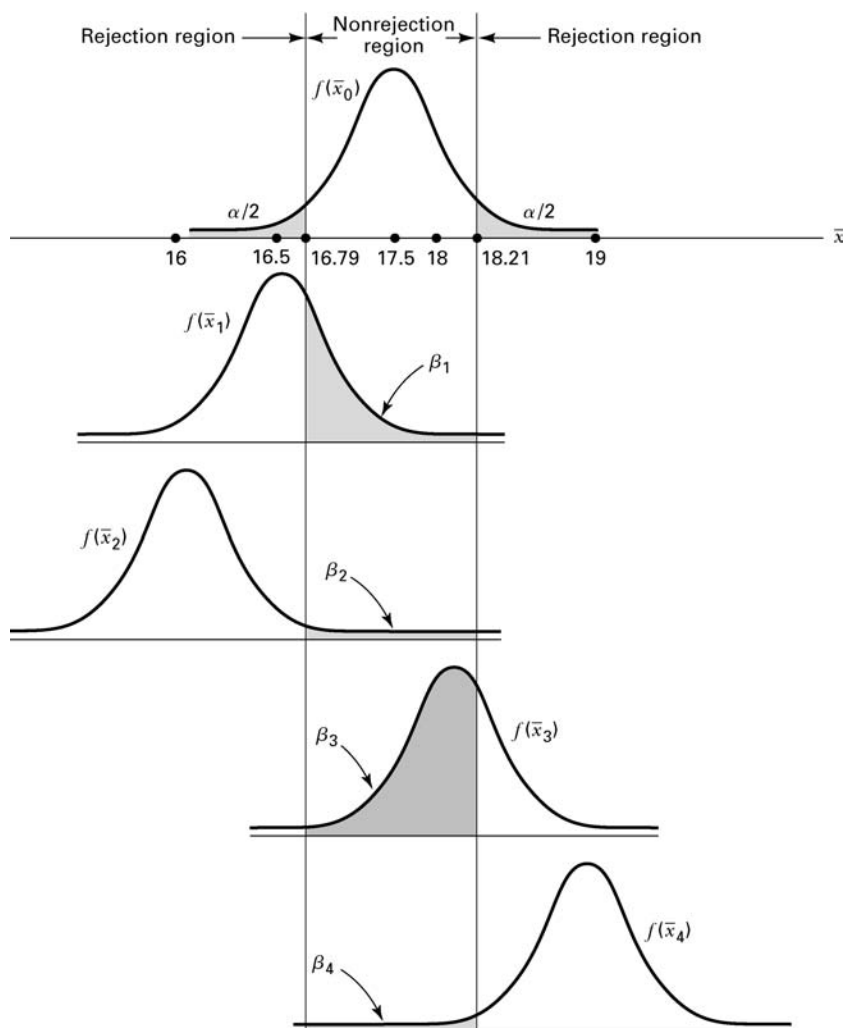 Rejection region
Nonrejection
region
Rejection region
f(x̄₀)
α/2
α/2
x̄
16
16.5
16.79
17.5
18
18.21
19
f(x̄₁)
β₁
f(x̄₂)
β₂
β₃
f(x̄₃)
β₄
f(x̄₄)